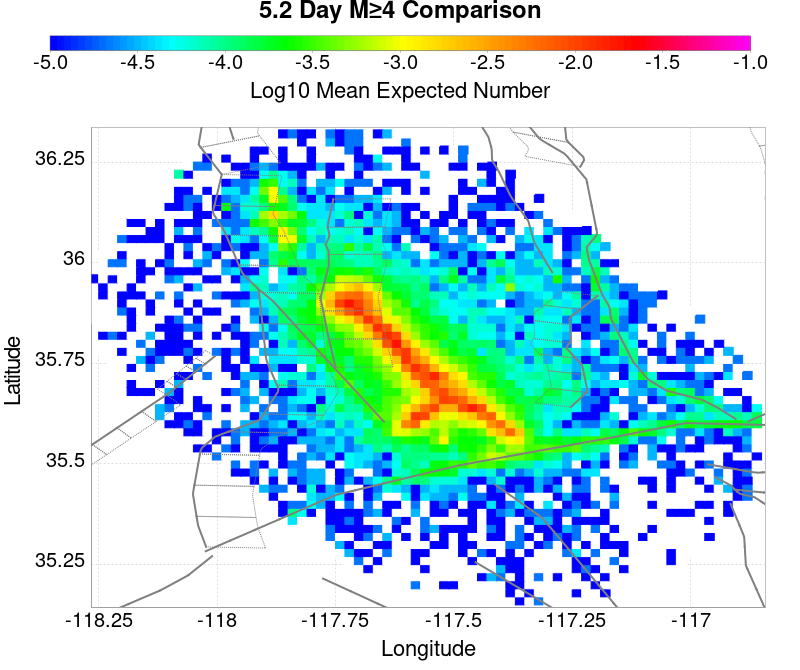 5.2 Day M≥4 Comparison
-5.0 -4.5 -4.0 -3.5 -3.0 -2.5 -2.0 -1.5 -1.0
Log10 Mean Expected Number
36.25
36
35.75
35.5
35.25
Latitude
-118.25 -118 -117.75 -117.5 -117.25 -117
Longitude